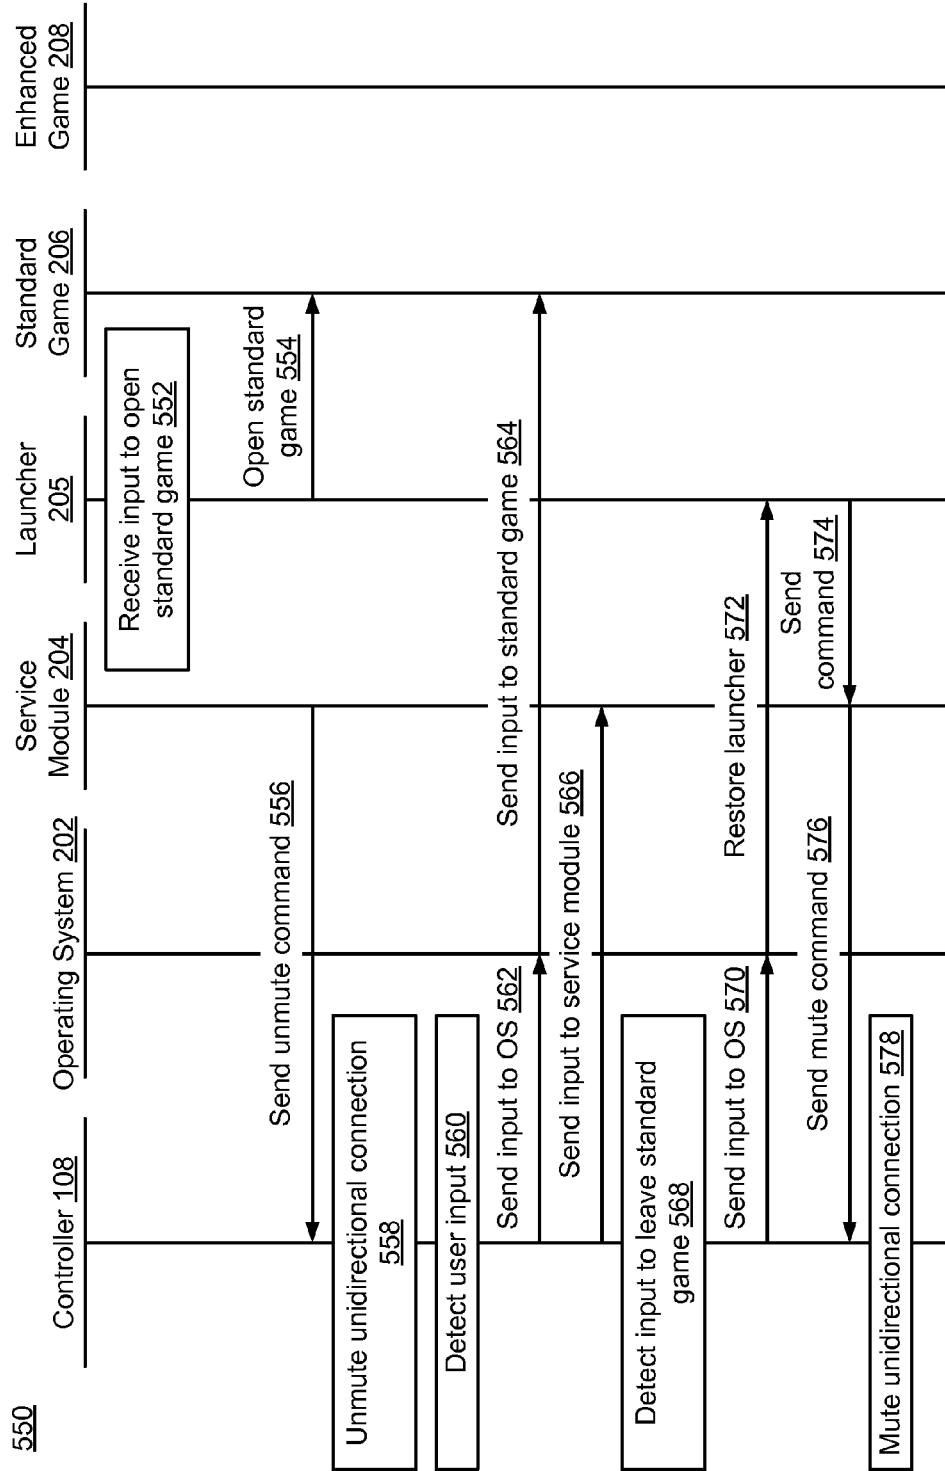 550
Controller 108
Operating System 202
Service
Module 204
Launcher
205
Standard
Game 206
Enhanced
Game 208
Receive input to open
standard game 552
Open standard
game 554
Send unmute command 556
Unmute unidirectional connection
558
Detect user input 560
Send input to OS 562
Send input to standard game 564
Send input to service module 566
Detect input to leave standard
game 568
Send input to OS 570
Restore launcher 572
Send
command 574
Send mute command 576
Mute unidirectional connection 578